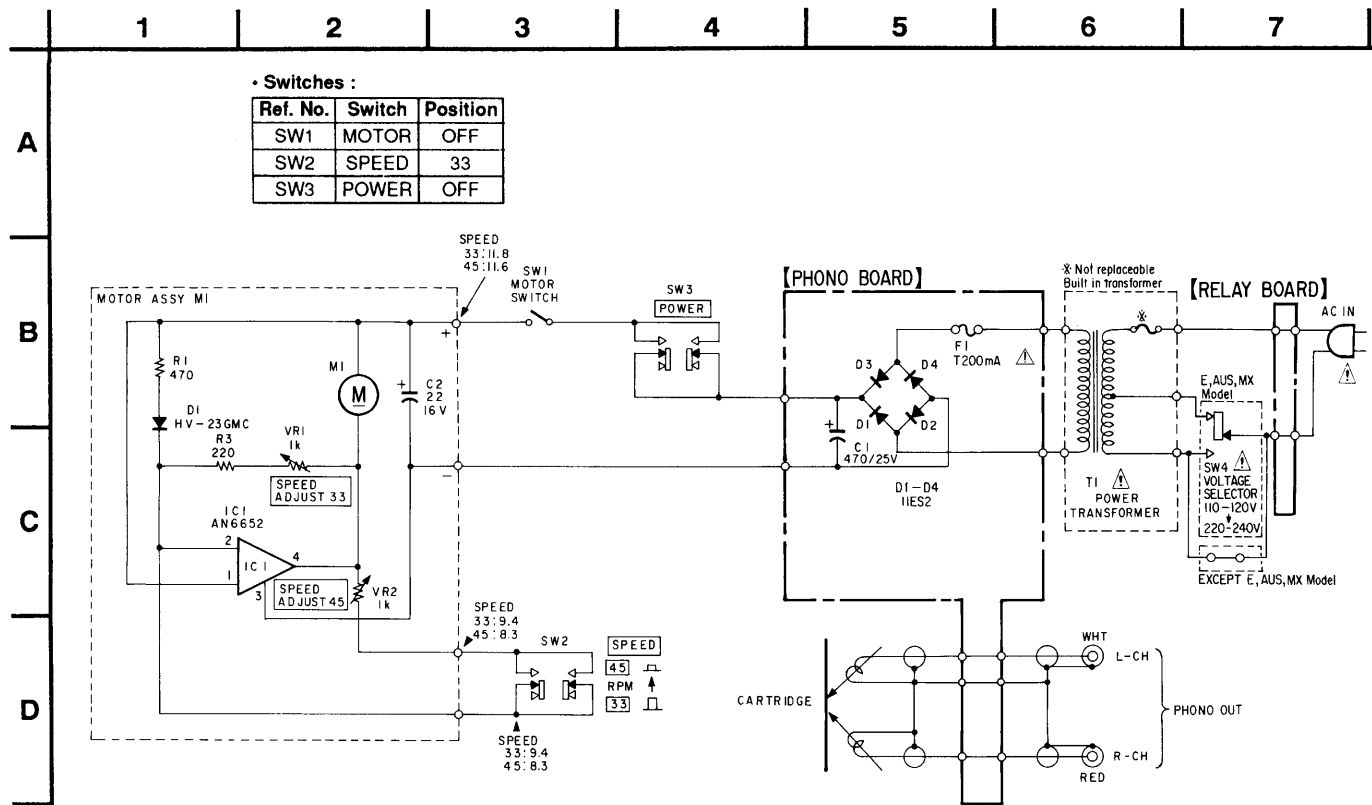 1 2 3 4 5 6 7
A
B
C
D
• Switches :
Ref. No. Switch Position
SW1 MOTOR OFF
SW2 SPEED 33
SW3 POWER OFF
MOTOR ASSY M1
R1
470
D1
HV-23GMC
R3
220
VR1
1k
SPEED
ADJUST 33
M1
M
+
C2
22
16V
IC1
AN6652
2
1
3
4
IC1
SPEED
ADJUST 45
VR2
1k
SPEED
33:11.8
45:11.6
+
−
SW1
MOTOR
SWITCH
SW3
POWER
SPEED
33:9.4
45:8.3
SW2
SPEED
45
RPM
33
SPEED
33:9.4
45:8.3
【PHONO BOARD】
F1
T200mA
D3
D4
D1
D2
+
C1
470/25V
D1-D4
11ES2
※ Not replaceable
Built in transformer
※
T1
POWER
TRANSFORMER
【RELAY BOARD】
AC IN
E,AUS,MX
Model
SW4
VOLTAGE
SELECTOR
110-120V
220-240V
EXCEPT E,AUS,MX Model
CARTRIDGE
WHT
L-CH
PHONO OUT
R-CH
RED